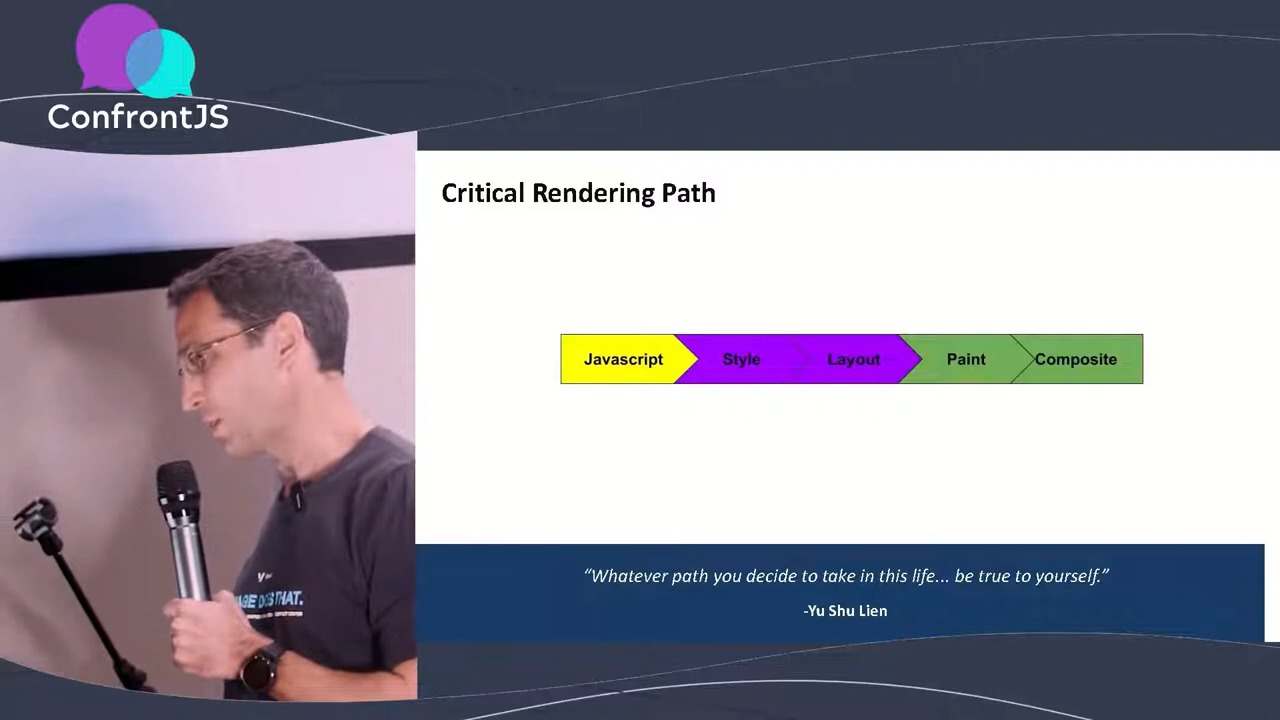 ConfrontJS
Critical Rendering Path
Javascript Style Layout Paint Composite
“Whatever path you decide to take in this life... be true to yourself.”
-Yu Shu Lien
THAT.